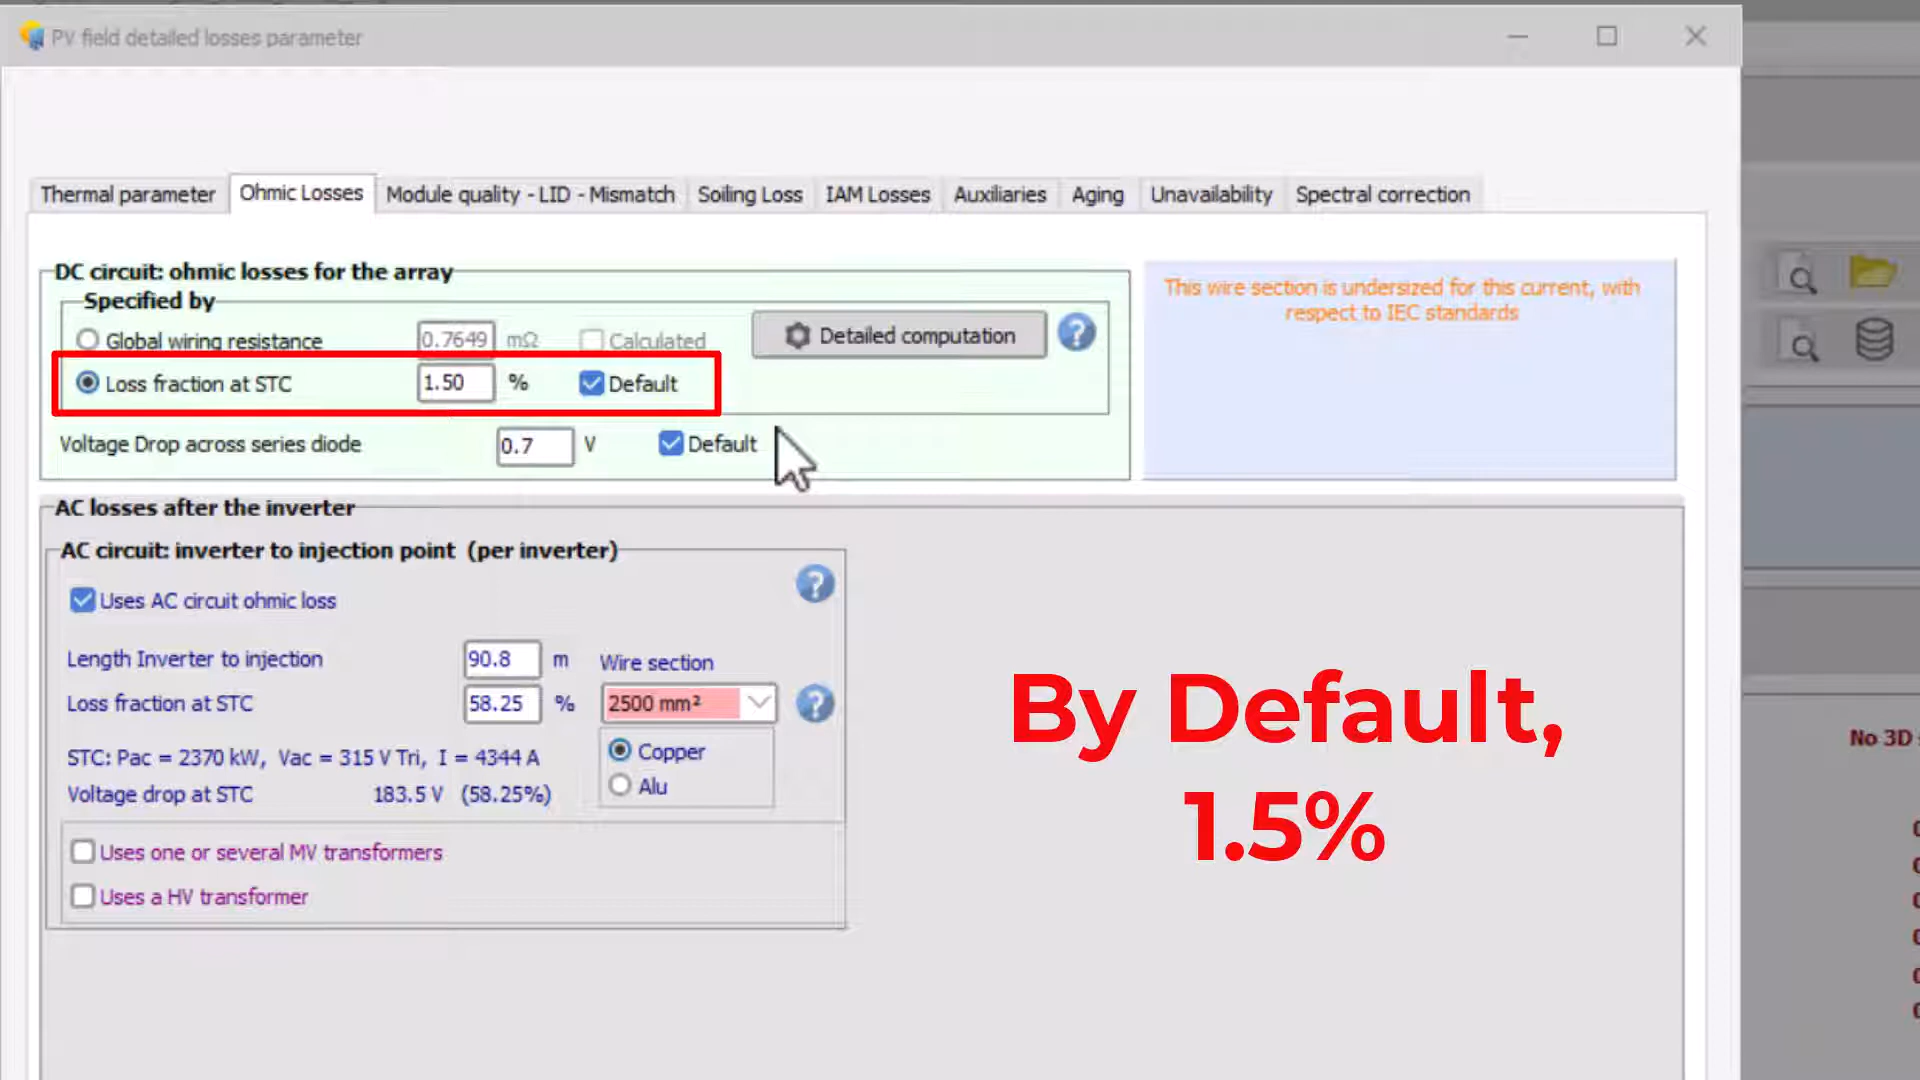 PV field detailed losses parameter
Thermal parameter Ohmic Losses Module quality - LID - Mismatch Soiling Loss IAM Losses Auxiliaries Aging Unavailability Spectral correction
DC circuit: ohmic losses for the array
Specified by
Global wiring resistance 0.7649 mΩ Calculated
Detailed computation ?
Loss fraction at STC 1.50 % Default
Voltage Drop across series diode 0.7 V Default
This wire section is undersized for this current, with
respect to IEC standards
AC losses after the inverter
AC circuit: inverter to injection point (per inverter)
Uses AC circuit ohmic loss ?
Length Inverter to injection 90.8 m Wire section
Loss fraction at STC 58.25 % 2500 mm² ?
STC: Pac = 2370 kW, Vac = 315 V Tri, I = 4344 A
Copper
Alu
Voltage drop at STC 183.5 V (58.25%)
Uses one or several MV transformers
Uses a HV transformer
By Default,
1.5%
No 3D